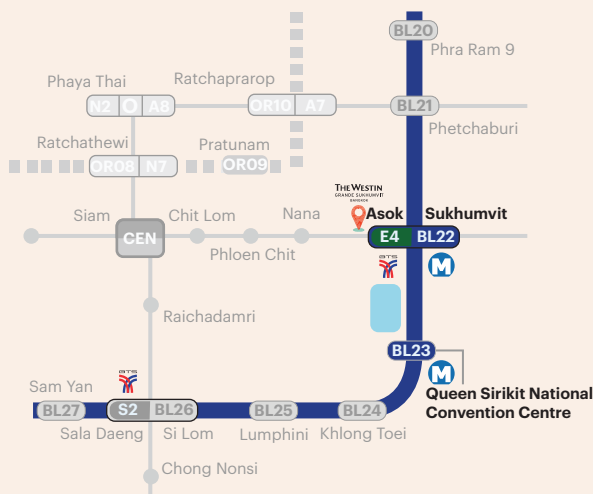 BL20
Phra Ram 9
Phaya Thai
Ratchaprarop
N2
A8
OR10
A7
BL21
Phetchaburi
Ratchathewi
OR08
N7
Pratunam
OR09
THE WESTIN
GRANDE SUKHUMVIT
BANGKOK
Siam
Chit Lom
Nana
Asok
Sukhumvit
CEN
E4
BL22
Phloen Chit
BTS
M
Raichadamri
BL23
M
BTS
Queen Sirikit National
Convention Centre
Sam Yan
BL27
S2
BL26
BL25
BL24
Sala Daeng
Si Lom
Lumphini
Khlong Toei
Chong Nonsi